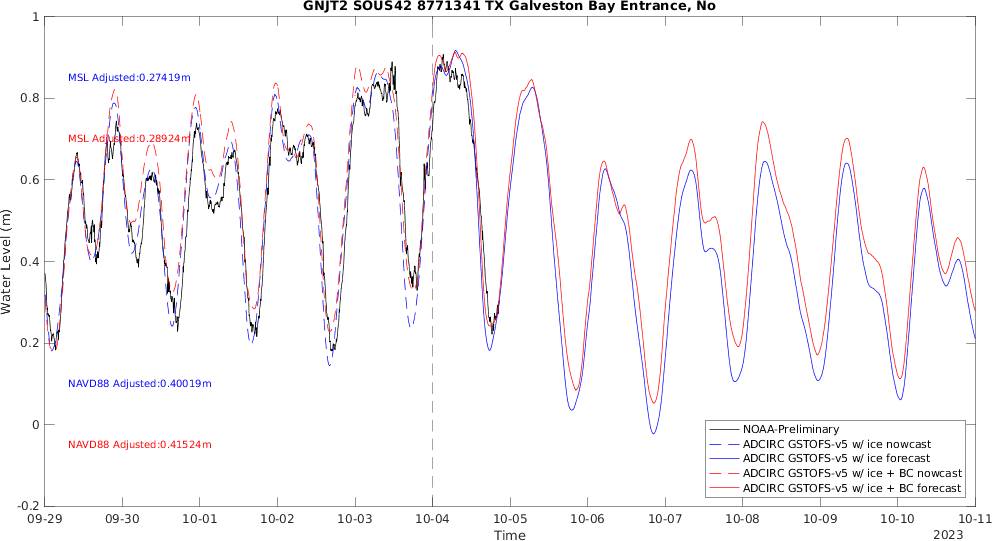 GNJT2 SOUS42 8771341 TX Galveston Bay Entrance, No
1
0.8
0.6
0.4
0.2
0
-0.2
Water Level (m)
MSL Adjusted:0.27419m
MSL Adjusted:0.28924m
NAVD88 Adjusted:0.40019m
NAVD88 Adjusted:0.41524m
NOAA-Preliminary
ADCIRC GSTOFS-v5 w/ ice nowcast
ADCIRC GSTOFS-v5 w/ ice forecast
ADCIRC GSTOFS-v5 w/ ice + BC nowcast
ADCIRC GSTOFS-v5 w/ ice + BC forecast
09-29 09-30 10-01 10-02 10-03 10-04 10-05 10-06 10-07 10-08 10-09 10-10 10-11
Time
2023